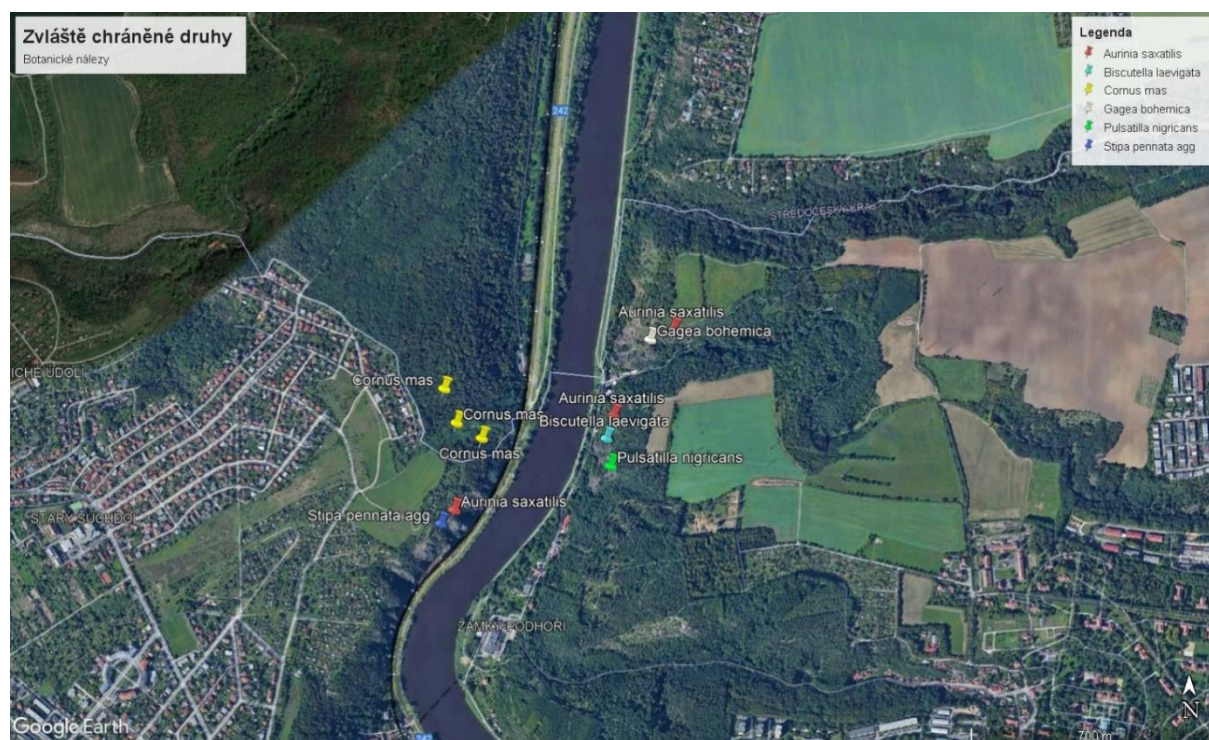 Zvláště chráněné druhy
Botanické nálezy
Legenda
Aurinia saxatilis
Biscutella laevigata
Cornus mas
Gagea bohemica
Pulsatilla nigricans
Stipa pennata agg
242
STŘEDOČESKÝ KRAJ
Aurinia saxatilis
Gagea bohemica
ICHÉ ÚDOLÍ
Cornus mas
Aurinia saxatilis
Cornus mas
Biscutella laevigata
Cornus mas
Pulsatilla nigricans
Aurinia saxatilis
Stipa pennata agg
STARÝ SUCHDOL
ZÁMKY-PODHOŘÍ
N
Google Earth
242
700 m